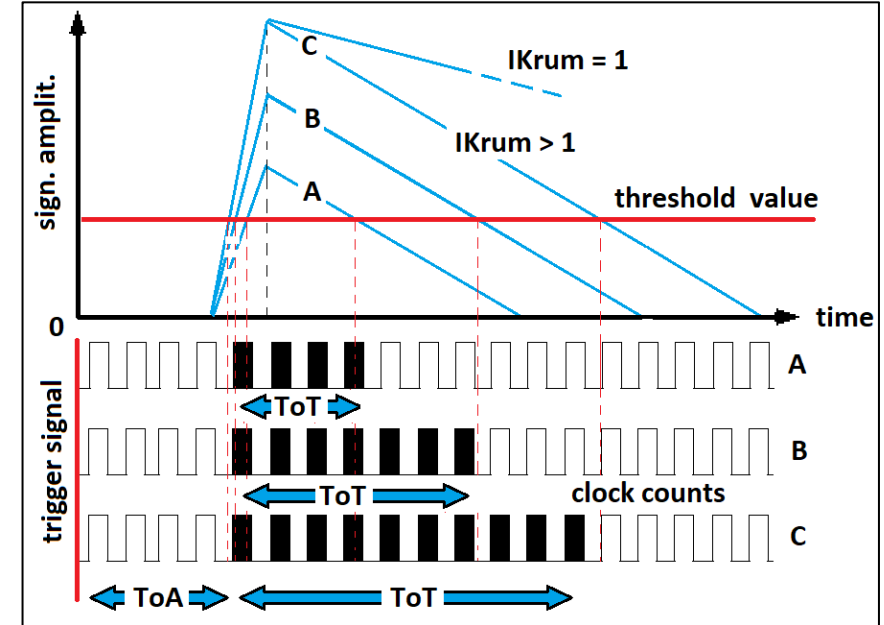 sign. amplit.
C
IKrum = 1
B
IKrum > 1
A
threshold value
0
time
trigger signal
A
ToT
B
ToT
clock counts
C
ToA
ToT